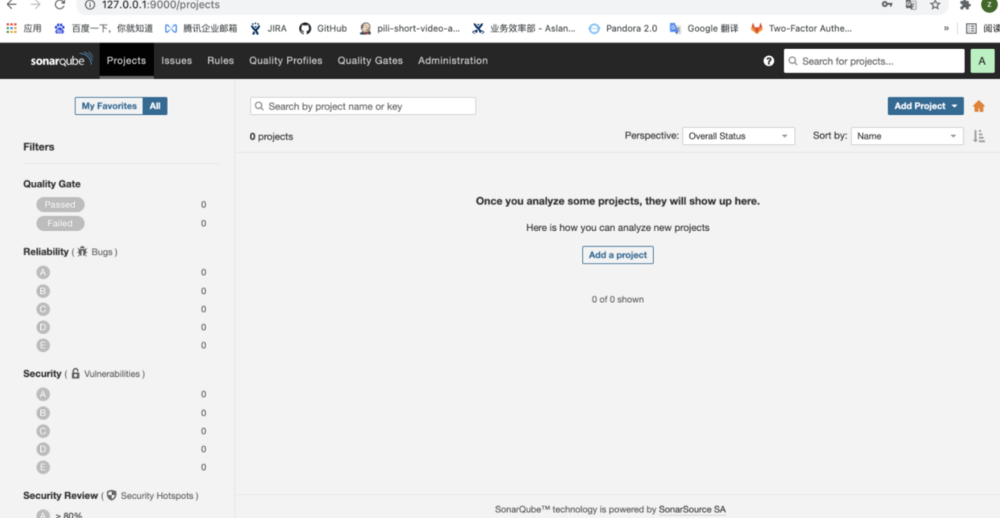 127.0.0.1:9000/projects
Z
应用 百度一下，你就知道 腾讯企业邮箱 JIRA GitHub pili-short-video-a... 业务效率部 - Aslan... Pandora 2.0 Google 翻译 Two-Factor Authe... » 阅读
sonarqube Projects Issues Rules Quality Profiles Quality Gates Administration ? Search for projects... A
My Favorites All
Search by project name or key
Add Project
0 projects
Perspective: Overall Status Sort by: Name
Filters
Quality Gate
Passed 0
Failed 0
Reliability ( Bugs )
A 0
B 0
C 0
D 0
E 0
Security ( Vulnerabilities )
A 0
B 0
C 0
D 0
E 0
Security Review ( Security Hotspots )
A ≥ 80%
Once you analyze some projects, they will show up here.
Here is how you can analyze new projects
Add a project
0 of 0 shown
SonarQube™ technology is powered by SonarSource SA